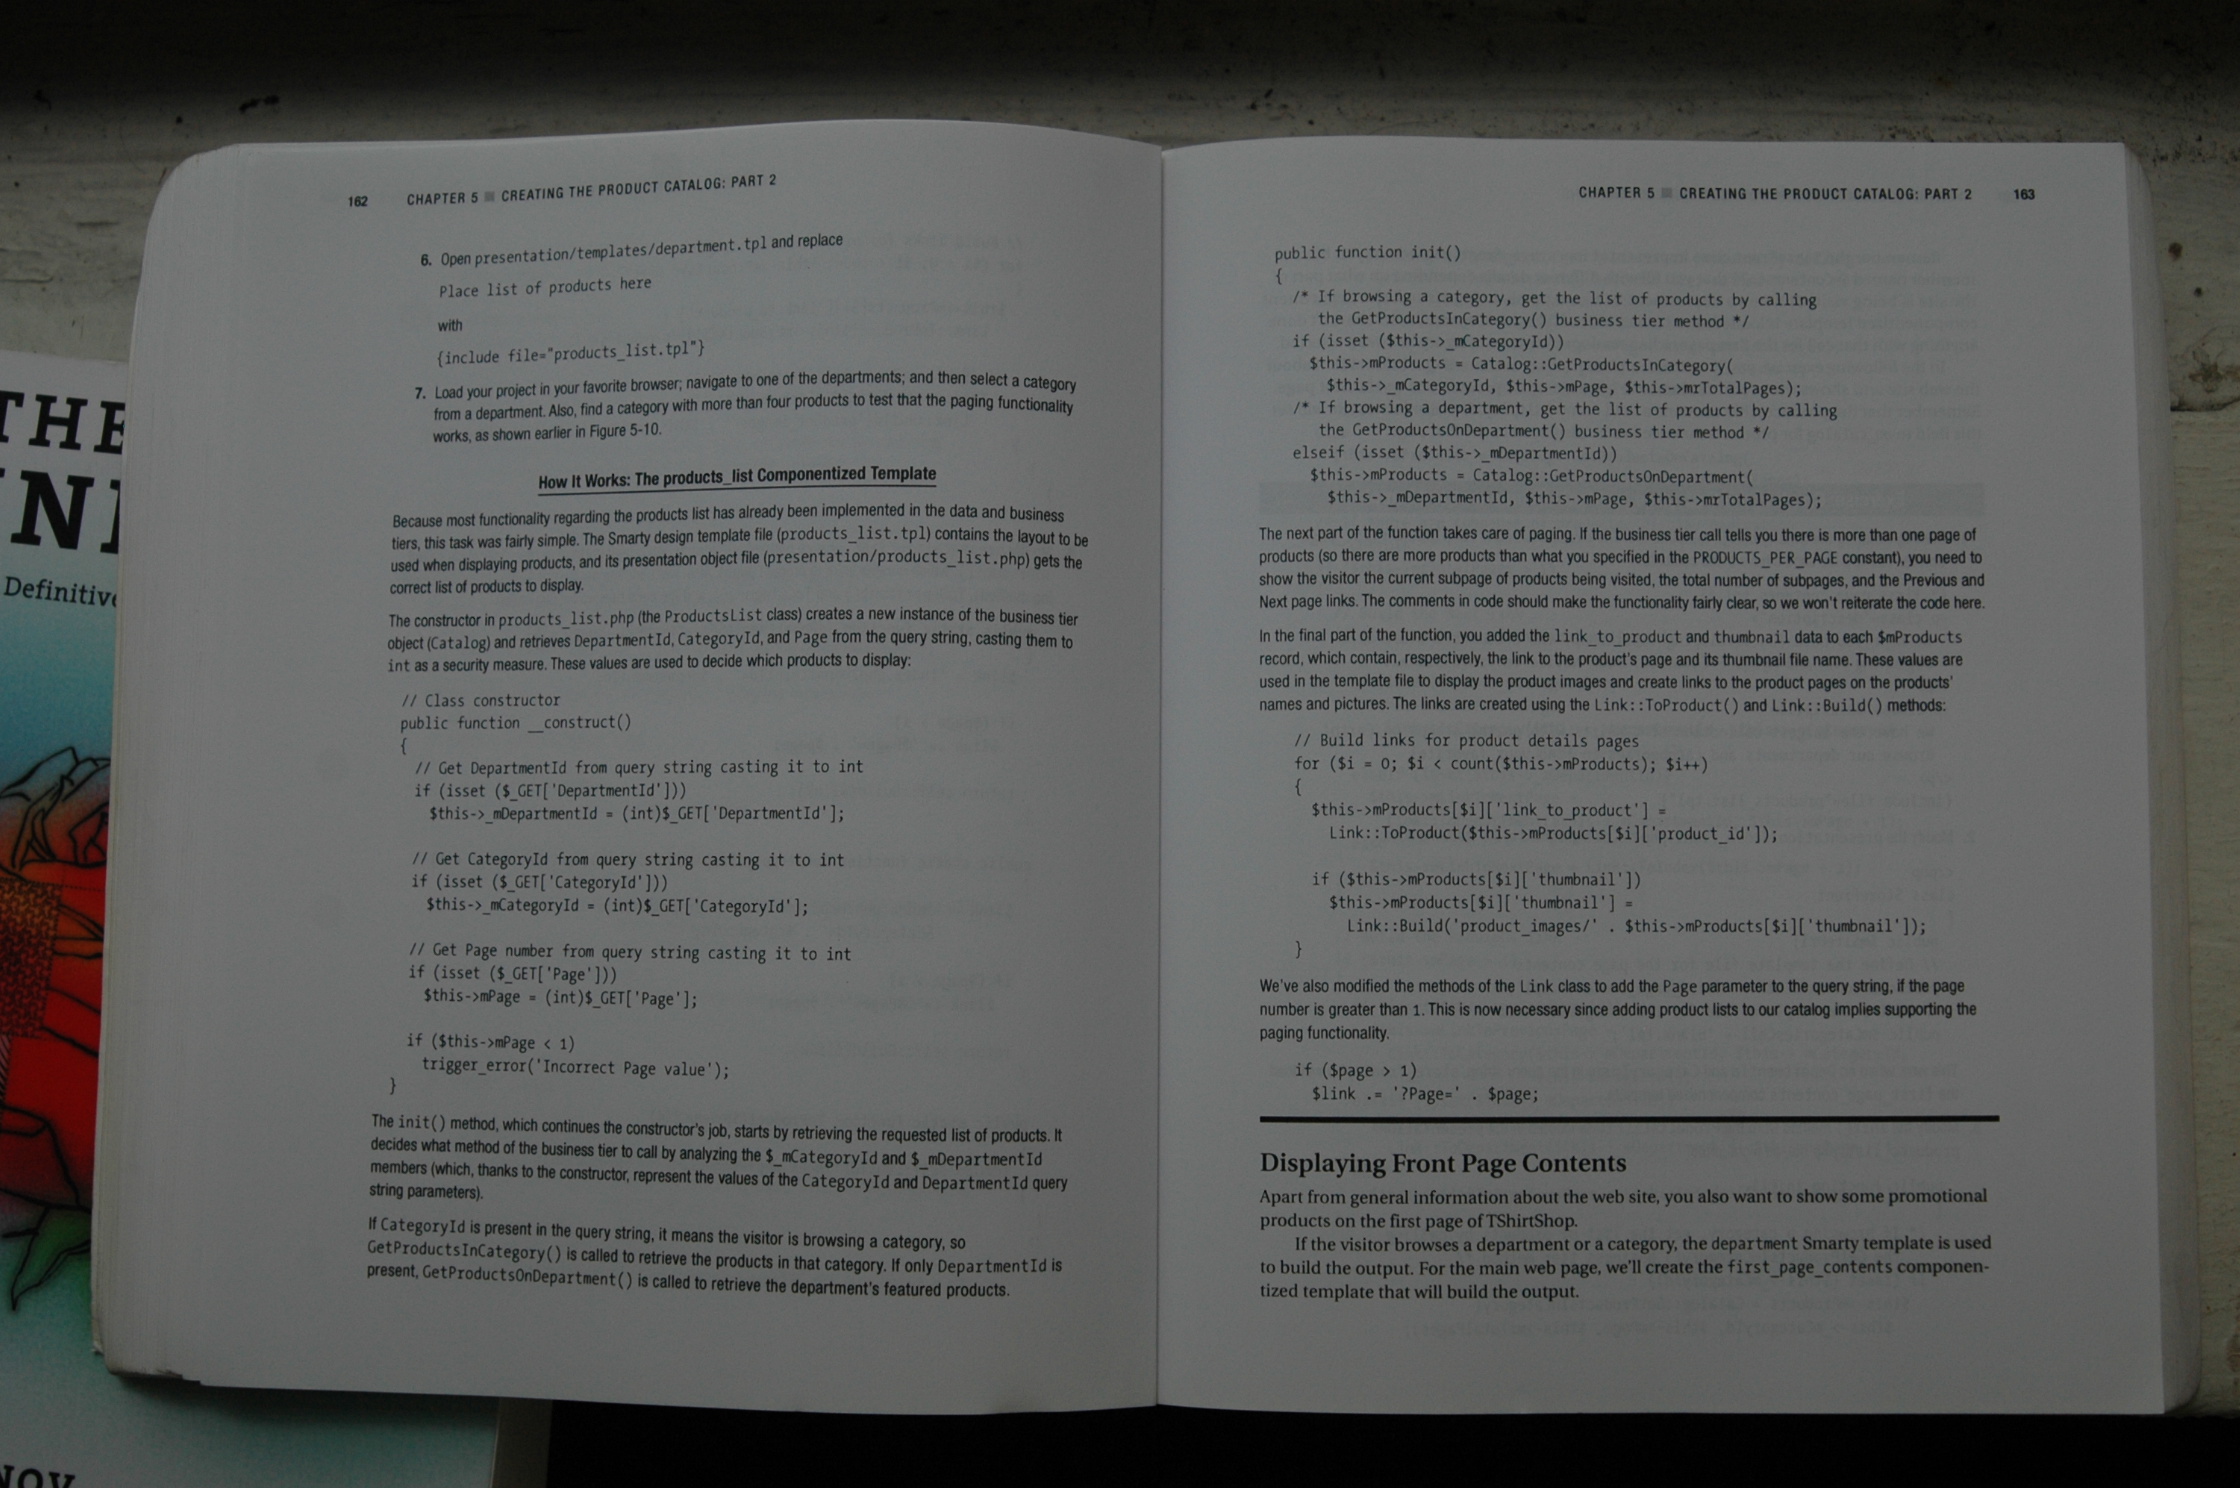 THE
Definitive
NOV
162 CHAPTER 5 ■ CREATING THE PRODUCT CATALOG: PART 2
6. Open presentation/templates/department.tpl and replace
Place list of products here
with
{include file="products_list.tpl"}
7. Load your project in your favorite browser; navigate to one of the departments; and then select a category
from a department. Also, find a category with more than four products to test that the paging functionality
works, as shown earlier in Figure 5-10.
How It Works: The products_list Componentized Template
Because most functionality regarding the products list has already been implemented in the data and business
tiers, this task was fairly simple. The Smarty design template file (products_list.tpl) contains the layout to be
used when displaying products, and its presentation object file (presentation/products_list.php) gets the
correct list of products to display.
The constructor in products_list.php (the ProductsList class) creates a new instance of the business tier
object (Catalog) and retrieves DepartmentId, CategoryId, and Page from the query string, casting them to
int as a security measure. These values are used to decide which products to display:
// Class constructor
public function __construct()
{
// Get DepartmentId from query string casting it to int
if (isset ($_GET['DepartmentId']))
$this->_mDepartmentId = (int)$_GET['DepartmentId'];
// Get CategoryId from query string casting it to int
if (isset ($_GET['CategoryId']))
$this->_mCategoryId = (int)$_GET['CategoryId'];
// Get Page number from query string casting it to int
if (isset ($_GET['Page']))
$this->mPage = (int)$_GET['Page'];
if ($this->mPage < 1)
trigger_error('Incorrect Page value');
}
The init() method, which continues the constructor's job, starts by retrieving the requested list of products. It
decides what method of the business tier to call by analyzing the $_mCategoryId and $_mDepartmentId
members (which, thanks to the constructor, represent the values of the CategoryId and DepartmentId query
string parameters).
If CategoryId is present in the query string, it means the visitor is browsing a category, so
GetProductsInCategory() is called to retrieve the products in that category. If only DepartmentId is
present, GetProductsOnDepartment() is called to retrieve the department's featured products.
CHAPTER 5 ■ CREATING THE PRODUCT CATALOG: PART 2 163
public function init()
{
/* If browsing a category, get the list of products by calling
the GetProductsInCategory() business tier method */
if (isset ($this->_mCategoryId))
$this->mProducts = Catalog::GetProductsInCategory(
$this->_mCategoryId, $this->mPage, $this->mrTotalPages);
/* If browsing a department, get the list of products by calling
the GetProductsOnDepartment() business tier method */
elseif (isset ($this->_mDepartmentId))
$this->mProducts = Catalog::GetProductsOnDepartment(
$this->_mDepartmentId, $this->mPage, $this->mrTotalPages);
The next part of the function takes care of paging. If the business tier call tells you there is more than one page of
products (so there are more products than what you specified in the PRODUCTS_PER_PAGE constant), you need to
show the visitor the current subpage of products being visited, the total number of subpages, and the Previous and
Next page links. The comments in code should make the functionality fairly clear, so we won't reiterate the code here.
In the final part of the function, you added the link_to_product and thumbnail data to each $mProducts
record, which contain, respectively, the link to the product's page and its thumbnail file name. These values are
used in the template file to display the product images and create links to the product pages on the products'
names and pictures. The links are created using the Link::ToProduct() and Link::Build() methods:
// Build links for product details pages
for ($i = 0; $i < count($this->mProducts); $i++)
{
$this->mProducts[$i]['link_to_product'] =
Link::ToProduct($this->mProducts[$i]['product_id']);
if ($this->mProducts[$i]['thumbnail'])
$this->mProducts[$i]['thumbnail'] =
Link::Build('product_images/' . $this->mProducts[$i]['thumbnail']);
}
We've also modified the methods of the Link class to add the Page parameter to the query string, if the page
number is greater than 1. This is now necessary since adding product lists to our catalog implies supporting the
paging functionality.
if ($page > 1)
$link .= '?Page=' . $page;
Displaying Front Page Contents
Apart from general information about the web site, you also want to show some promotional
products on the first page of TShirtShop.
If the visitor browses a department or a category, the department Smarty template is used
to build the output. For the main web page, we'll create the first_page_contents componen-
tized template that will build the output.